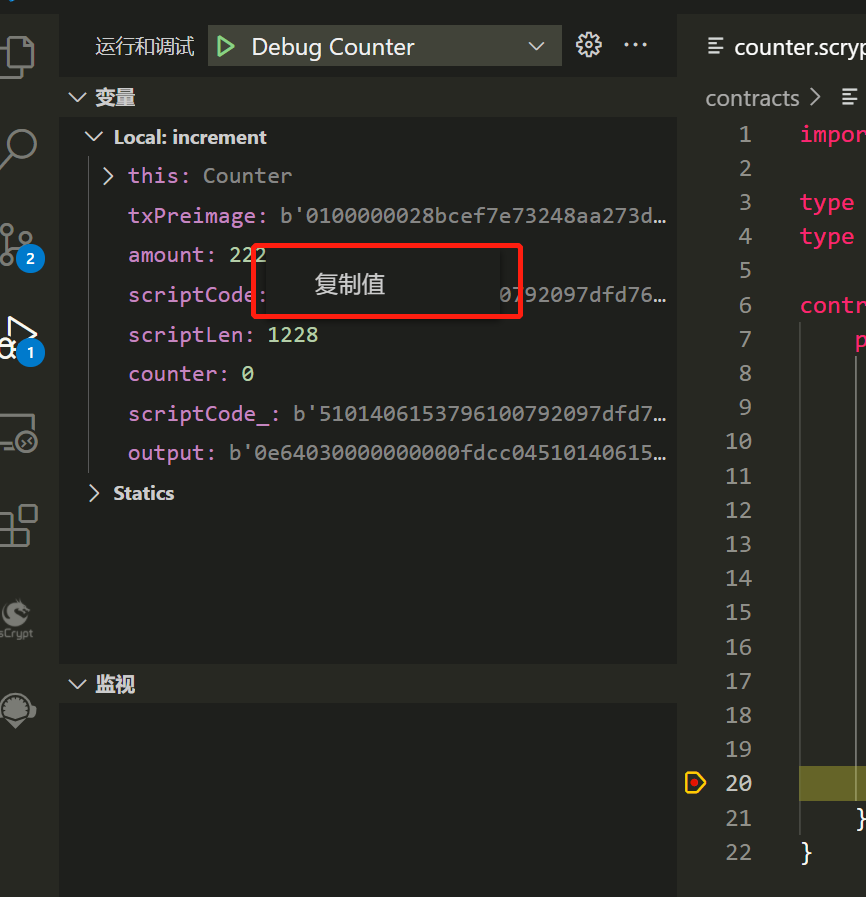 运行和调试 Debug Counter ···
变量
Local: increment
this: Counter
txPreimage: b'0100000028bcef7e73248aa273d…
amount: 222
复制值
scriptCode: 0792097dfd76…
scriptLen: 1228
counter: 0
scriptCode_: b'5101406153796100792097dfd7…
output: b'0e64030000000000fdcc04510140615…
Statics
监视
2
1
sCrypt
counter.scryp
contracts
1 impor
2
3 type
4 type
5
6 contr
7 p
8
9
10
11
12
13
14
15
16
17
18
19
20
21 }
22 }